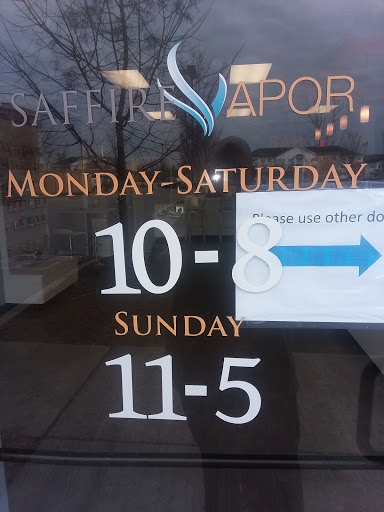 SAFFIRE VAPOR
MONDAY-SATURDAY
Please use other do
10-8
SUNDAY
11-5